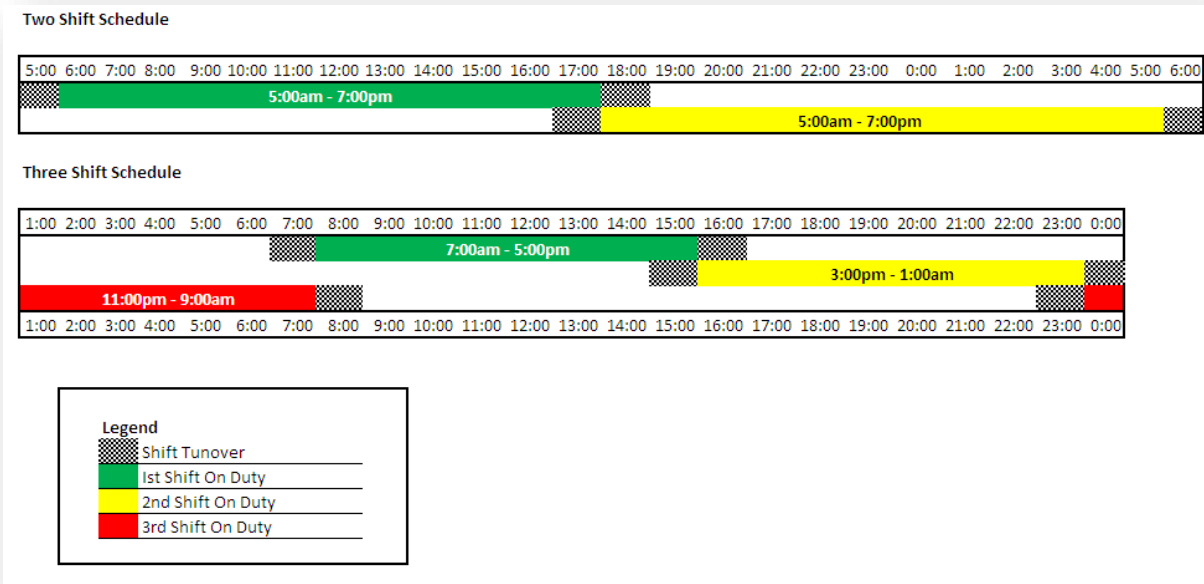 Two Shift Schedule
5:00 6:00 7:00 8:00 9:00 10:00 11:00 12:00 13:00 14:00 15:00 16:00 17:00 18:00 19:00 20:00 21:00 22:00 23:00 0:00 1:00 2:00 3:00 4:00 5:00 6:00
5:00am - 7:00pm
5:00am - 7:00pm
Three Shift Schedule
1:00 2:00 3:00 4:00 5:00 6:00 7:00 8:00 9:00 10:00 11:00 12:00 13:00 14:00 15:00 16:00 17:00 18:00 19:00 20:00 21:00 22:00 23:00 0:00
7:00am - 5:00pm
3:00pm - 1:00am
11:00pm - 9:00am
1:00 2:00 3:00 4:00 5:00 6:00 7:00 8:00 9:00 10:00 11:00 12:00 13:00 14:00 15:00 16:00 17:00 18:00 19:00 20:00 21:00 22:00 23:00 0:00
Legend
Shift Tunover
Ist Shift On Duty
2nd Shift On Duty
3rd Shift On Duty